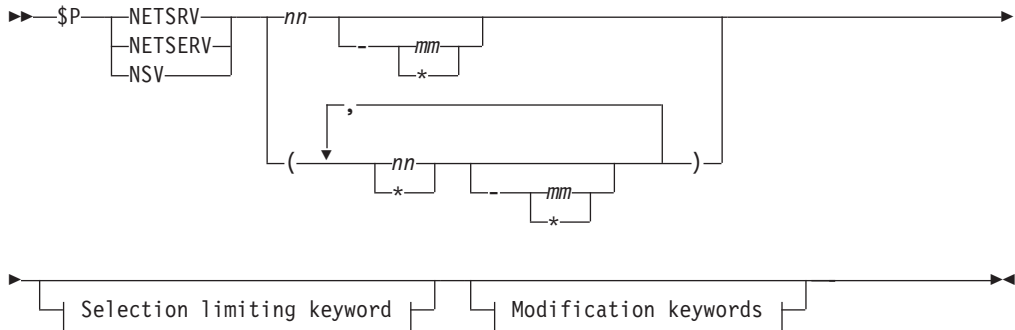 $P NETSRV nn - mm
NETSERV *
NSV
,
( nn - mm )
* *
Selection limiting keyword Modification keywords